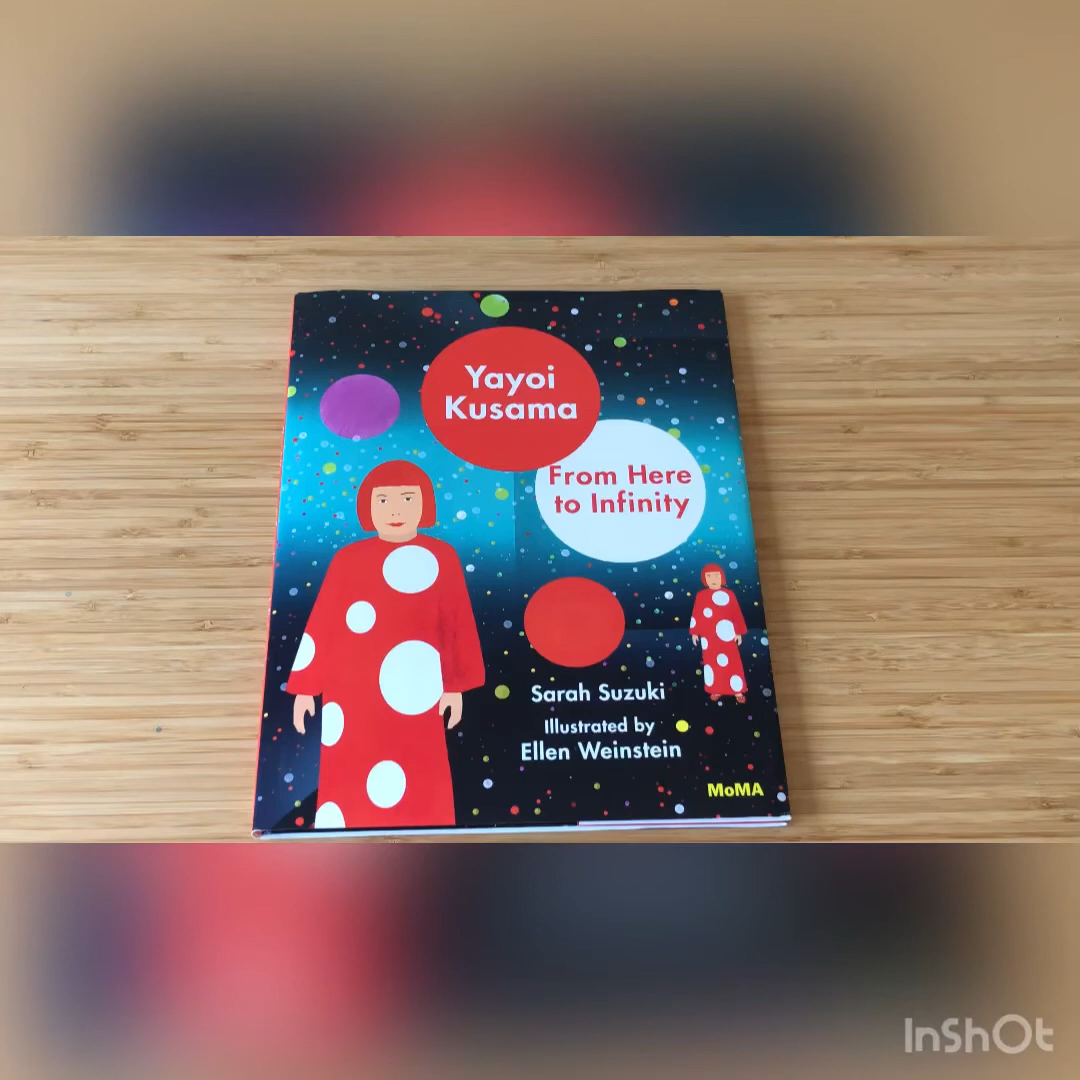 Yayoi
Kusama
From Here
to Infinity
Sarah Suzuki
Illustrated by
Ellen Weinstein
MoMA
InShOt